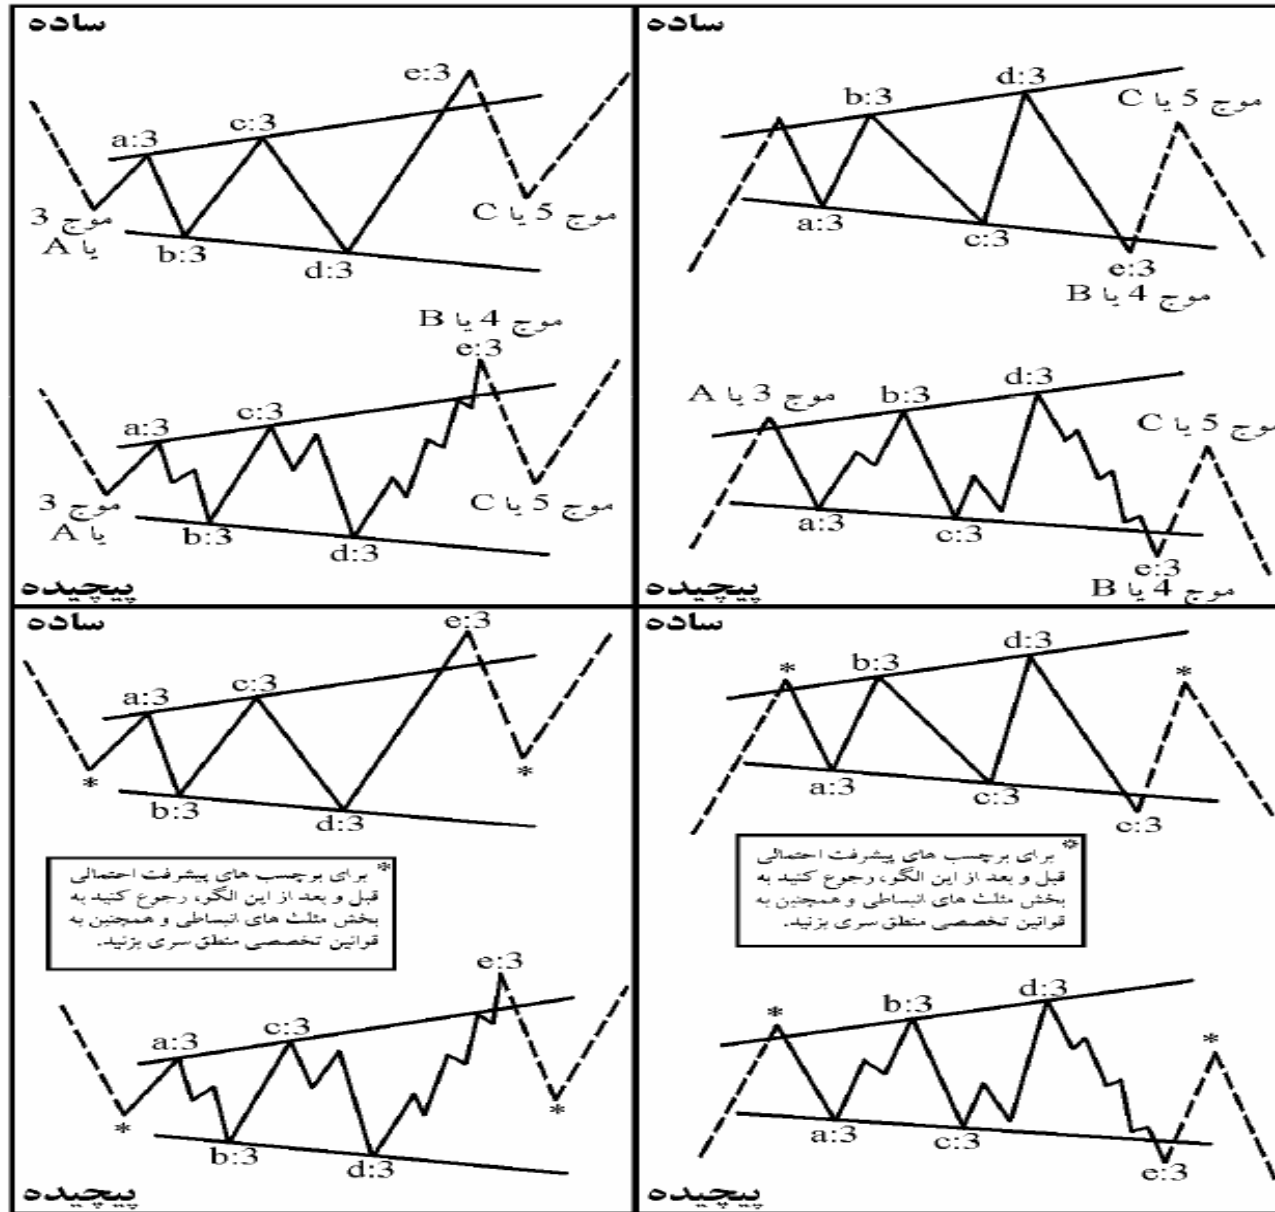 ساده
e:3
c:3
a:3
موج 3
یا A
b:3
d:3
موج 5 یا C
موج 4 یا B
e:3
c:3
a:3
موج 3
یا A
b:3
d:3
موج 5 یا C
پیچیده
ساده
d:3
b:3
موج 5 یا C
a:3
c:3
e:3
موج 4 یا B
d:3
موج 3 یا A
b:3
موج 5 یا C
a:3
c:3
e:3
موج 4 یا B
پیچیده
ساده
e:3
c:3
a:3
*
*
b:3
d:3
* برای برچسب های پیشرفت احتمالی
قبل و بعد از این الگو، رجوع کنید به
بخش مثلث های انبساطی و همچنین به
قوانین تخصصی منطق سری بزنید.
e:3
c:3
a:3
*
*
b:3
d:3
پیچیده
ساده
d:3
b:3
*
*
a:3
c:3
c:3
* برای برچسب های پیشرفت احتمالی
قبل و بعد از این الگو، رجوع کنید به
بخش مثلث های انبساطی و همچنین به
قوانین تخصصی منطق سری بزنید.
d:3
b:3
*
*
a:3
c:3
e:3
پیچیده